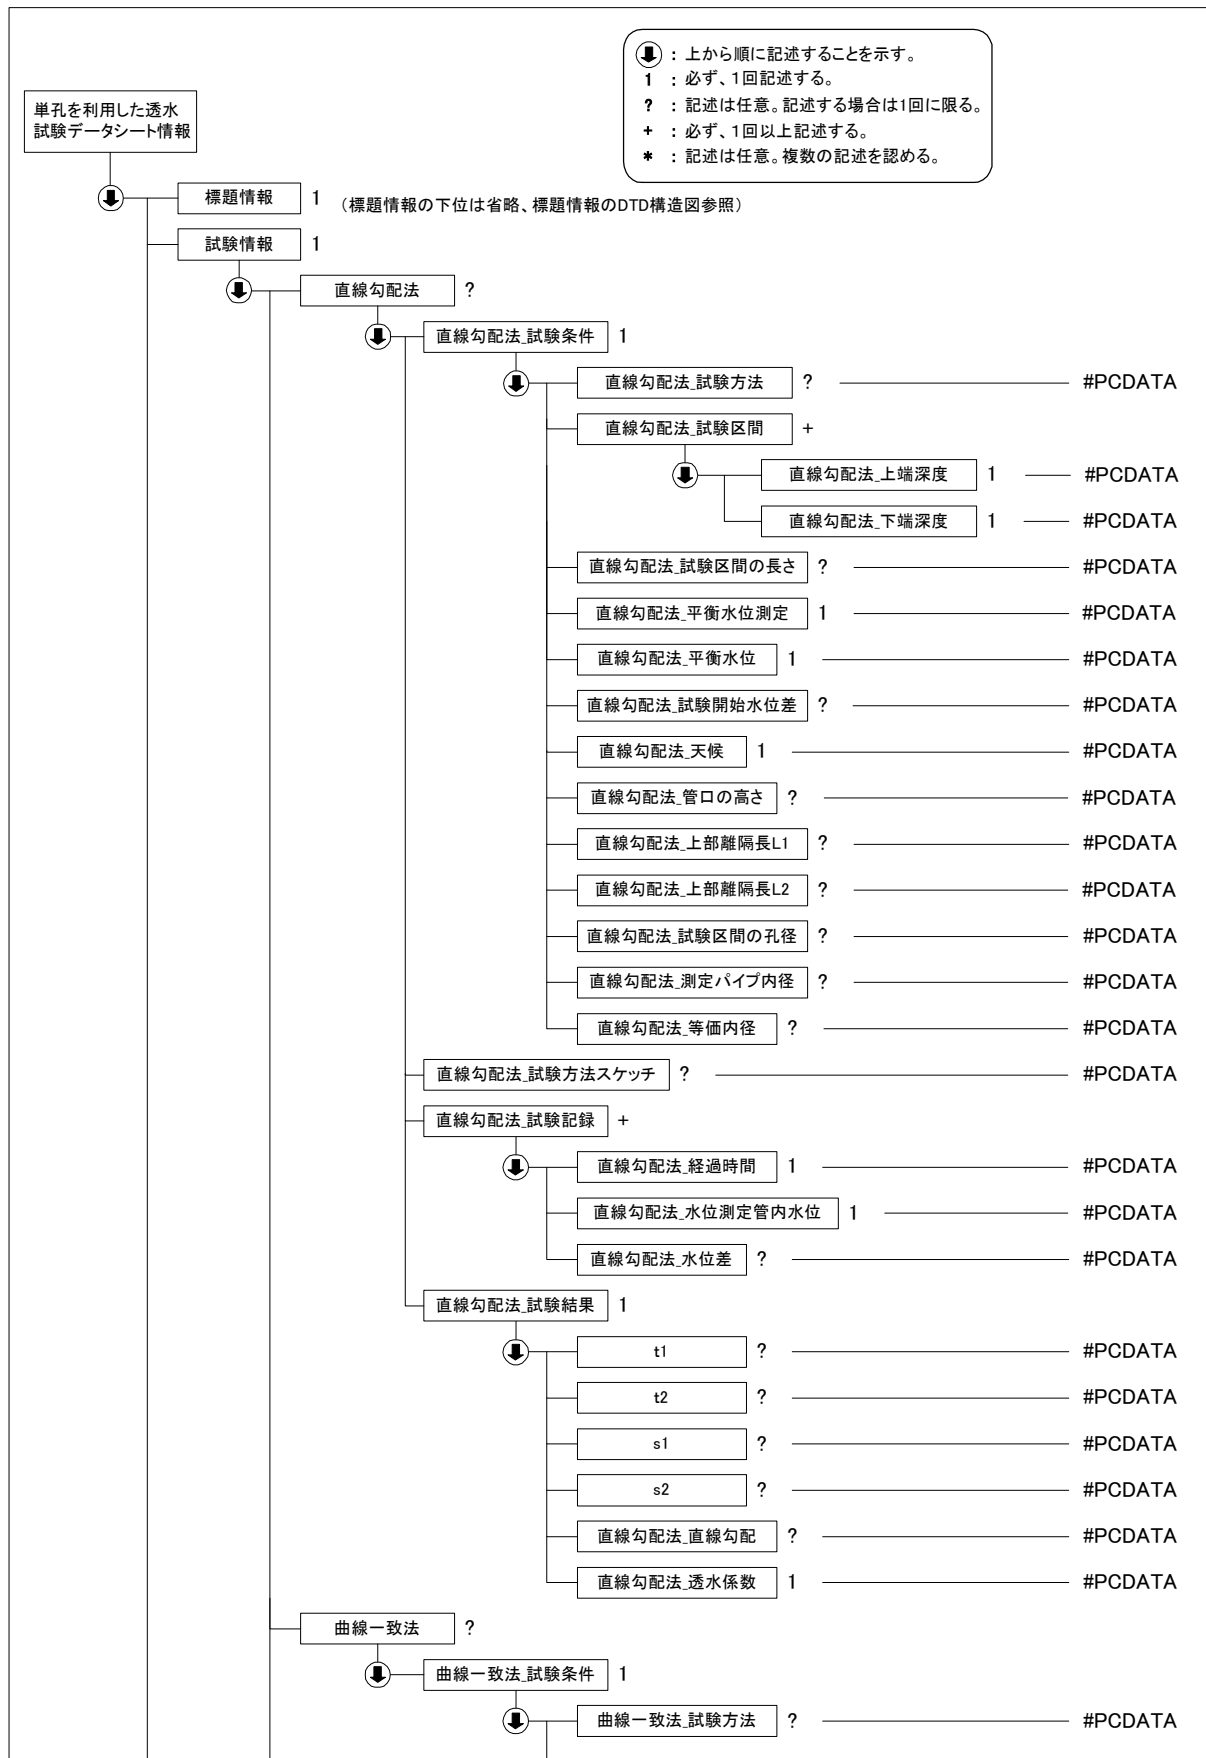 ：上から順に記述することを示す。
1 ：必ず、1回記述する。
? ：記述は任意。記述する場合は1回に限る。
+ ：必ず、1回以上記述する。
* ：記述は任意。複数の記述を認める。
単孔を利用した透水
試験データシート情報
標題情報 1 （標題情報の下位は省略、標題情報のDTD構造図参照）
試験情報 1
直線勾配法 ?
直線勾配法_試験条件 1
直線勾配法_試験方法 ? #PCDATA
直線勾配法_試験区間 +
直線勾配法_上端深度 1 #PCDATA
直線勾配法_下端深度 1 #PCDATA
直線勾配法_試験区間の長さ ? #PCDATA
直線勾配法_平衡水位測定 1 #PCDATA
直線勾配法_平衡水位 1 #PCDATA
直線勾配法_試験開始水位差 ? #PCDATA
直線勾配法_天候 1 #PCDATA
直線勾配法_管口の高さ ? #PCDATA
直線勾配法_上部離隔長L1 ? #PCDATA
直線勾配法_上部離隔長L2 ? #PCDATA
直線勾配法_試験区間の孔径 ? #PCDATA
直線勾配法_測定パイプ内径 ? #PCDATA
直線勾配法_等価内径 ? #PCDATA
直線勾配法_試験方法スケッチ ? #PCDATA
直線勾配法_試験記録 +
直線勾配法_経過時間 1 #PCDATA
直線勾配法_水位測定管内水位 1 #PCDATA
直線勾配法_水位差 ? #PCDATA
直線勾配法_試験結果 1
t1 ? #PCDATA
t2 ? #PCDATA
s1 ? #PCDATA
s2 ? #PCDATA
直線勾配法_直線勾配 ? #PCDATA
直線勾配法_透水係数 1 #PCDATA
曲線一致法 ?
曲線一致法_試験条件 1
曲線一致法_試験方法 ? #PCDATA